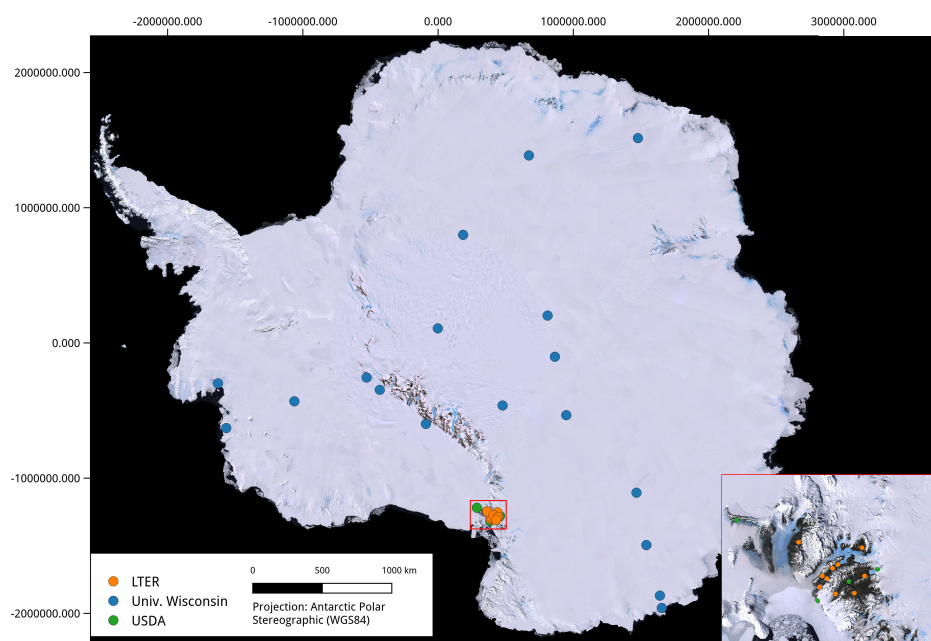 -2000000.000 -1000000.000 0.000 1000000.000 2000000.000 3000000.000
2000000.000
1000000.000
0.000
-1000000.000
-2000000.000
LTER
Univ. Wisconsin
USDA
0 500 1000 km
Projection: Antarctic Polar
Stereographic (WGS84)